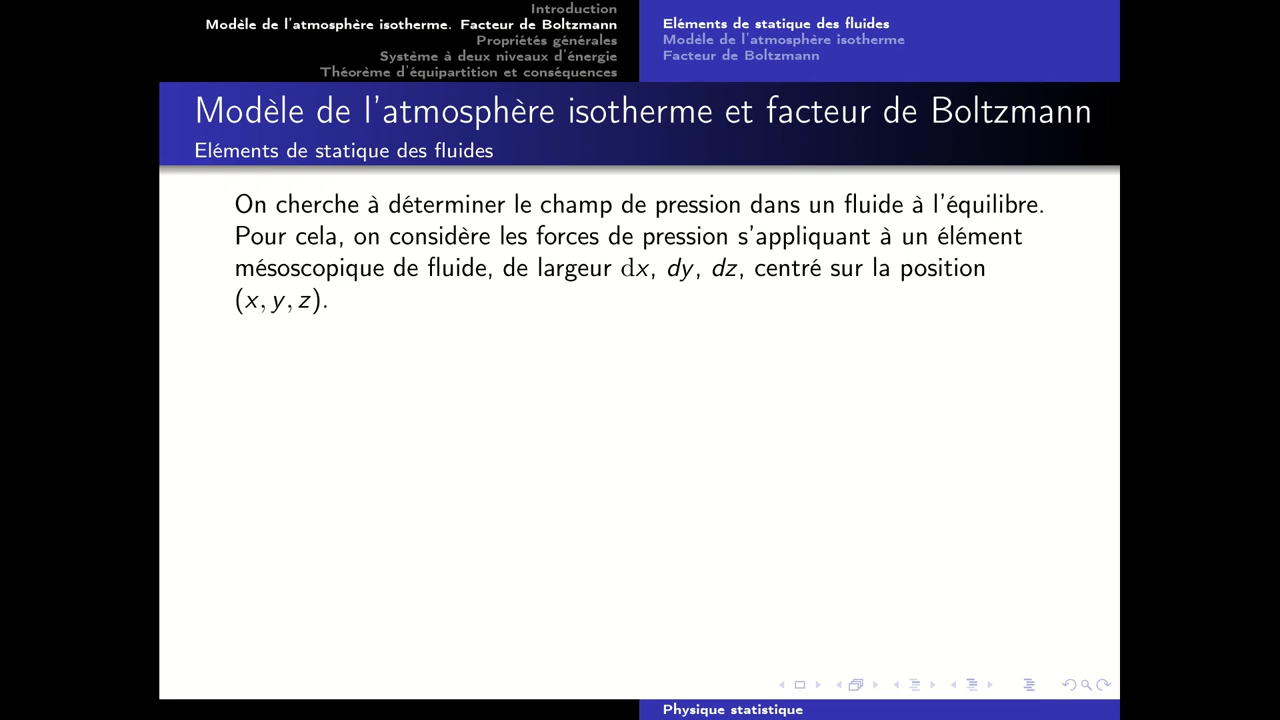 Introduction
Modèle de l'atmosphère isotherme. Facteur de Boltzmann
Propriétés générales
Système à deux niveaux d'énergie
Théorème d'équipartition et conséquences
Eléments de statique des fluides
Modèle de l'atmosphère isotherme
Facteur de Boltzmann
Modèle de l'atmosphère isotherme et facteur de Boltzmann
Eléments de statique des fluides
On cherche à déterminer le champ de pression dans un fluide à l'équilibre.
Pour cela, on considère les forces de pression s'appliquant à un élément
mésoscopique de fluide, de largeur dx, dy, dz, centré sur la position
(x, y, z).
Physique statistique